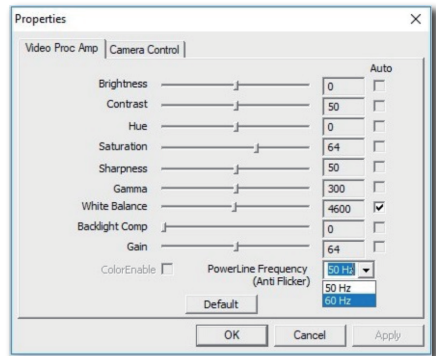 Properties
Video Proc Amp Camera Control
Auto
Brightness 0
Contrast 50
Hue 0
Saturation 64
Sharpness 50
Gamma 300
White Balance 4600
Backlight Comp 0
Gain 64
ColorEnable PowerLine Frequency 50 Hz
(Anti Flicker) 50 Hz
60 Hz
Default
OK Cancel Apply